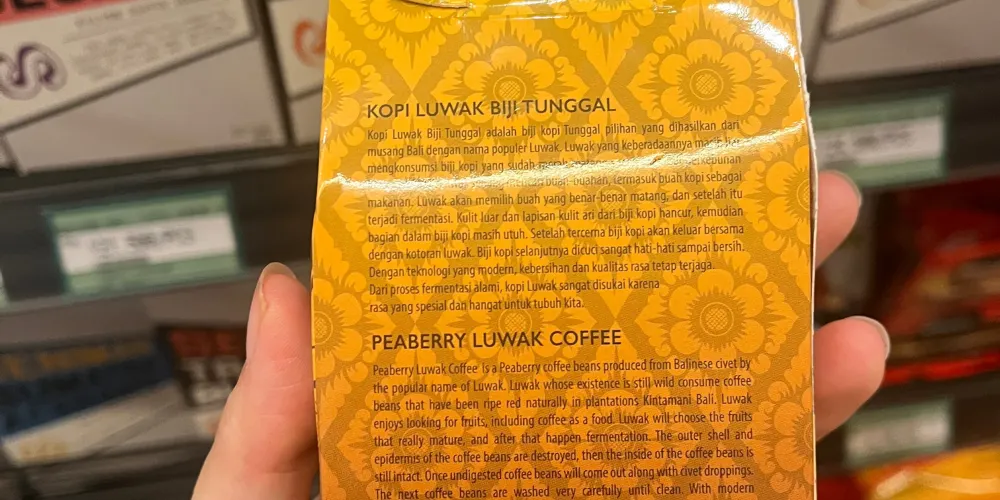 KOPI LUWAK BIJI TUNGGAL
Kopi Luwak Biji Tunggal adalah biji kopi Tunggal pilihan yang dihasilkan dari
musang Bali dengan nama populer Luwak. Luwak yang keberadaannya masih liar
mengkonsumsi biji kopi yang sudah merah
buah-buahan, termasuk buah kopi sebagai
makanan. Luwak akan memilih buah yang benar-benar matang, dan setelah itu
terjadi fermentasi. Kulit luar dan lapisan kulit ari dari biji kopi hancur, kemudian
bagian dalam biji kopi masih utuh. Setelah tercerna biji kopi akan keluar bersama
dengan kotoran luwak. Biji kopi selanjutnya dicuci sangat hati-hati sampai bersih.
Dengan teknologi yang modern, kebersihan dan kualitas rasa tetap terjaga.
Dari proses fermentasi alami, kopi Luwak sangat disukai karena
rasa yang spesial dan hangat untuk tubuh kita.
PEABERRY LUWAK COFFEE
Peaberry Luwak Coffee Is a Peaberry coffee beans produced from Balinese civet by
the popular name of Luwak. Luwak whose existence is still wild consume coffee
beans that have been ripe red naturally in plantations Kintamani Bali. Luwak
enjoys looking for fruits, including coffee as a food. Luwak will choose the fruits
that really mature, and after that happen fermentation. The outer shell and
epidermis of the coffee beans are destroyed, then the inside of the coffee beans is
still intact. Once undigested coffee beans will come out along with civet droppings.
The next coffee beans are washed very carefully until clean. With modern